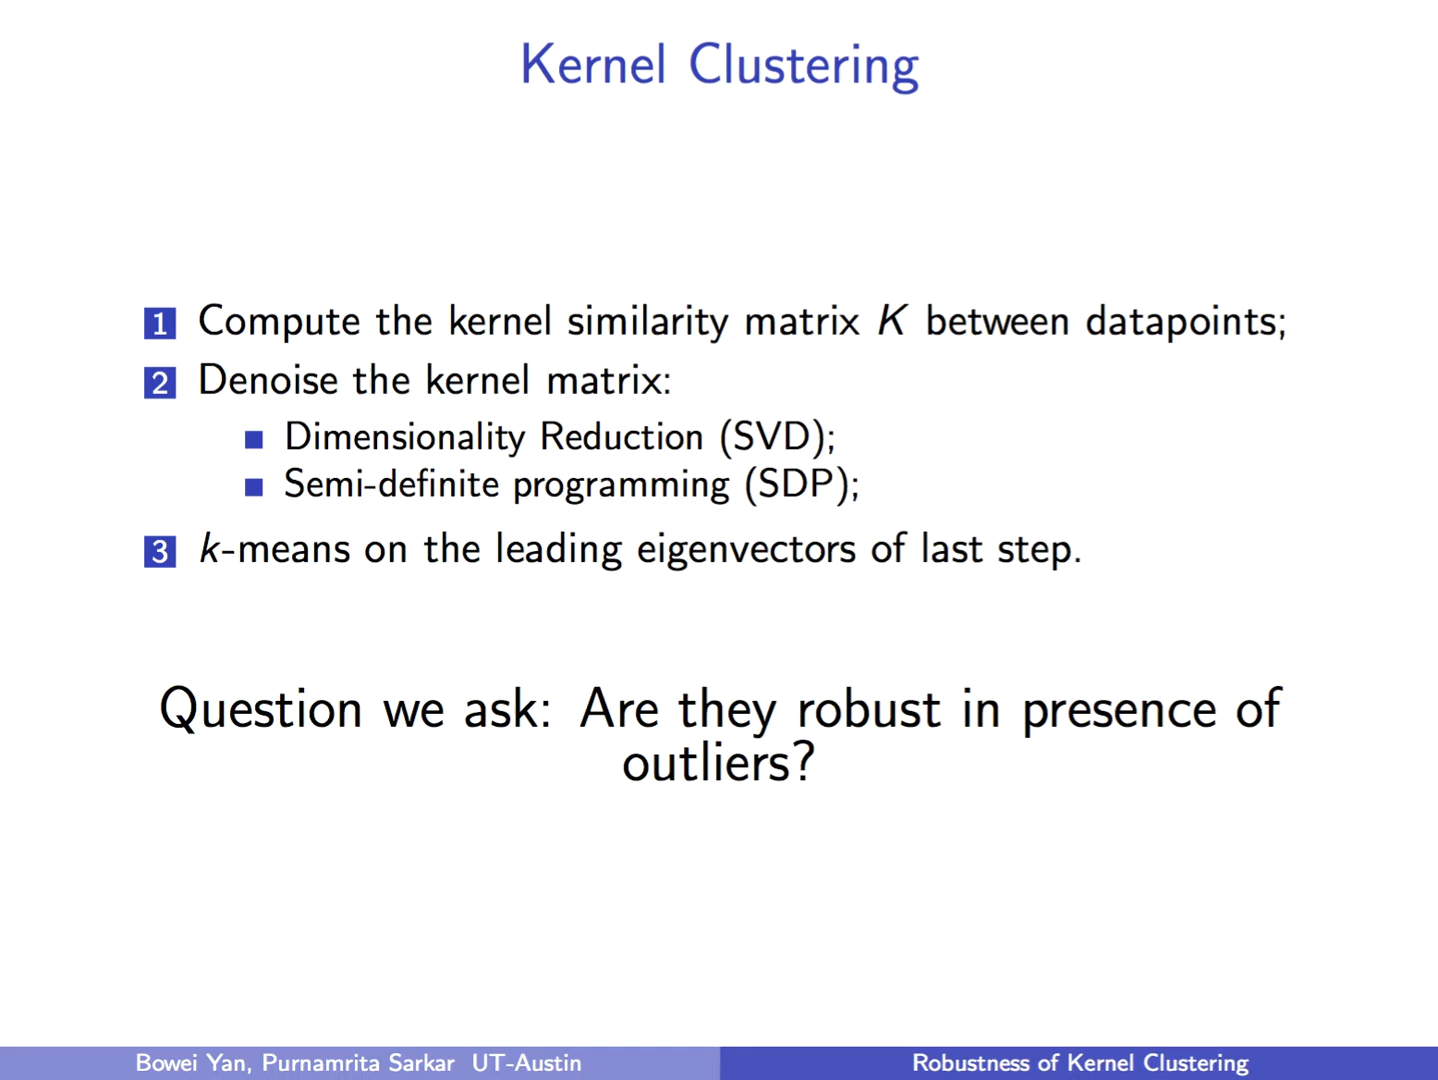 Kernel Clustering
1 Compute the kernel similarity matrix K between datapoints;
2 Denoise the kernel matrix:
Dimensionality Reduction (SVD);
Semi-definite programming (SDP);
3 k-means on the leading eigenvectors of last step.
Question we ask: Are they robust in presence of
outliers?
Bowei Yan, Purnamrita Sarkar UT-Austin
Robustness of Kernel Clustering